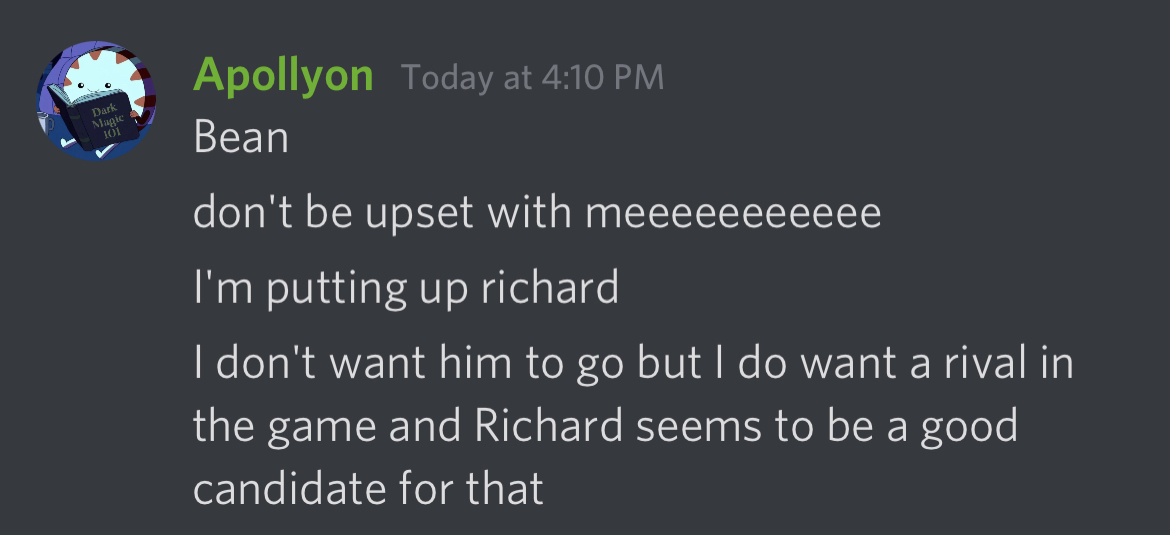 Apollyon Today at 4:10 PM
Dark
Magic
101
Bean
don't be upset with meeeeeeeeeee
I'm putting up richard
I don't want him to go but I do want a rival in
the game and Richard seems to be a good
candidate for that